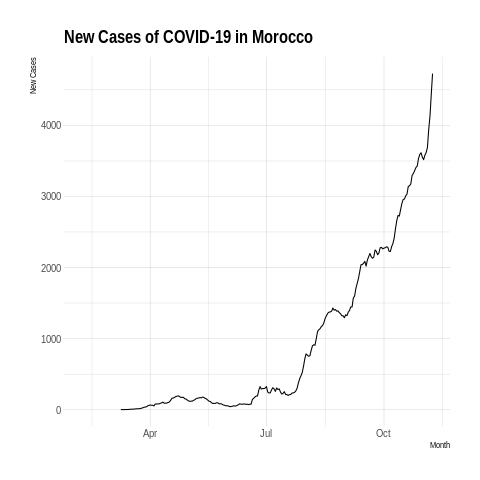 New Cases of COVID-19 in Morocco
New Cases
4000
3000
2000
1000
0
Apr
Jul
Oct
Month